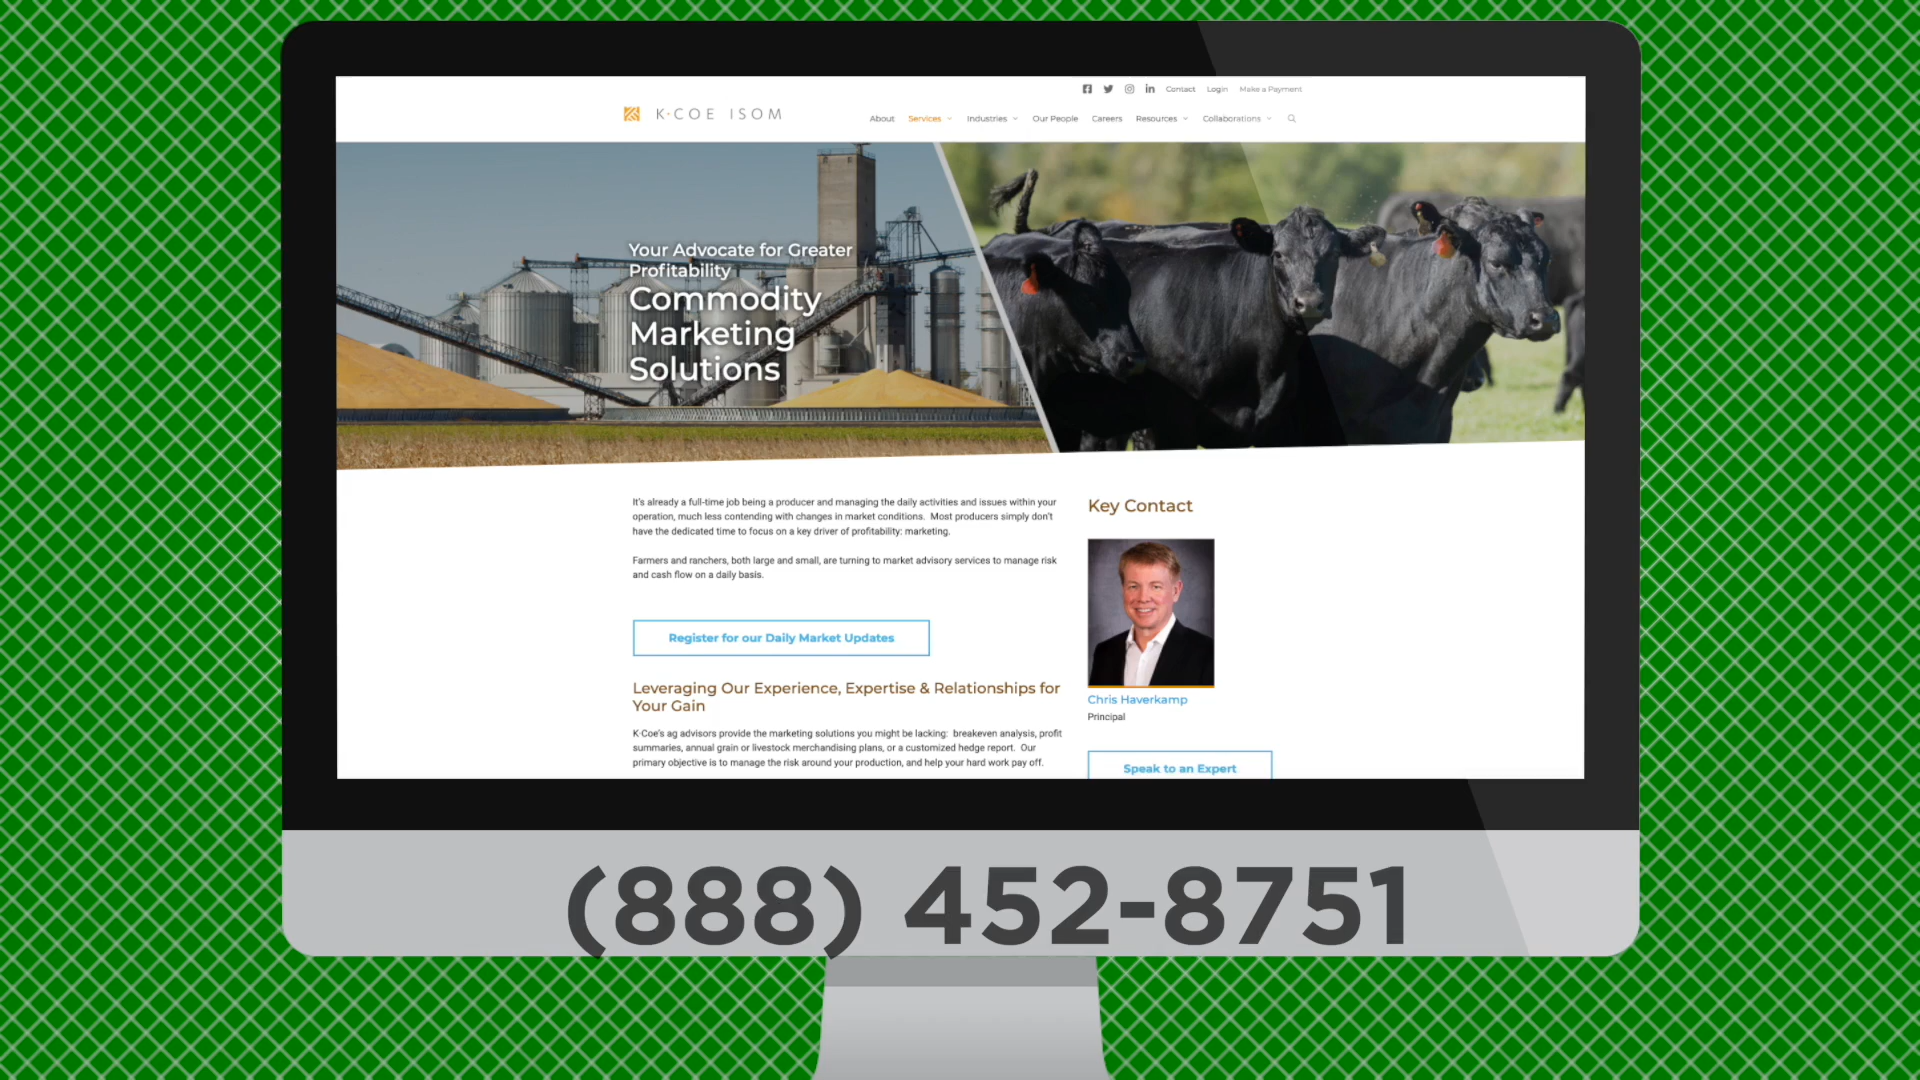 Contact Login Make a Payment
K·COE ISOM
About Services Industries Our People Careers Resources Collaborations
Your Advocate for Greater
Profitability
Commodity
Marketing
Solutions
It's already a full-time job being a producer and managing the daily activities and issues within your
operation, much less contending with changes in market conditions. Most producers simply don't
have the dedicated time to focus on a key driver of profitability: marketing.
Farmers and ranchers, both large and small, are turning to market advisory services to manage risk
and cash flow on a daily basis.
Register for our Daily Market Updates
Leveraging Our Experience, Expertise & Relationships for
Your Gain
K·Coe's ag advisors provide the marketing solutions you might be lacking: breakeven analysis, profit
summaries, annual grain or livestock merchandising plans, or a customized hedge report. Our
primary objective is to manage the risk around your production, and help your hard work pay off.
Key Contact
Chris Haverkamp
Principal
Speak to an Expert
(888) 452-8751